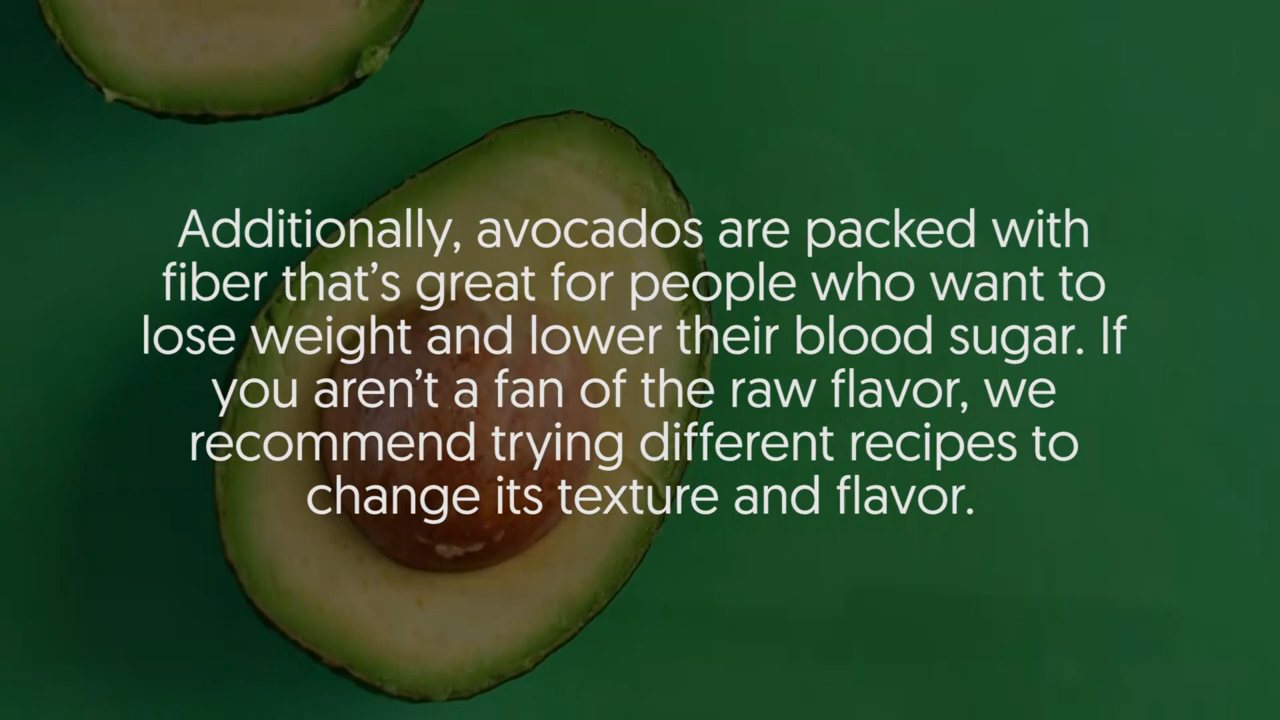 Additionally, avocados are packed with
fiber that’s great for people who want to
lose weight and lower their blood sugar. If
you aren’t a fan of the raw flavor, we
recommend trying different recipes to
change its texture and flavor.